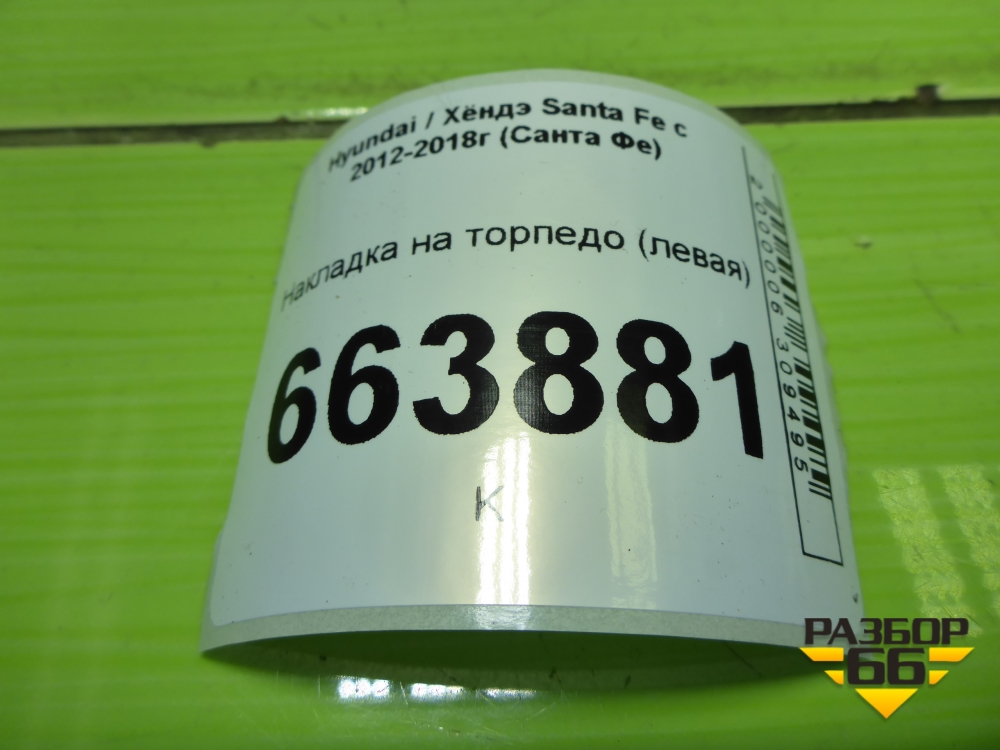 Hyundai / Хёндэ Santa Fe с
2012-2018г (Санта Фе)
Накладка на торпедо (левая)
663881
К
2000006309495
РАЗБОР
66